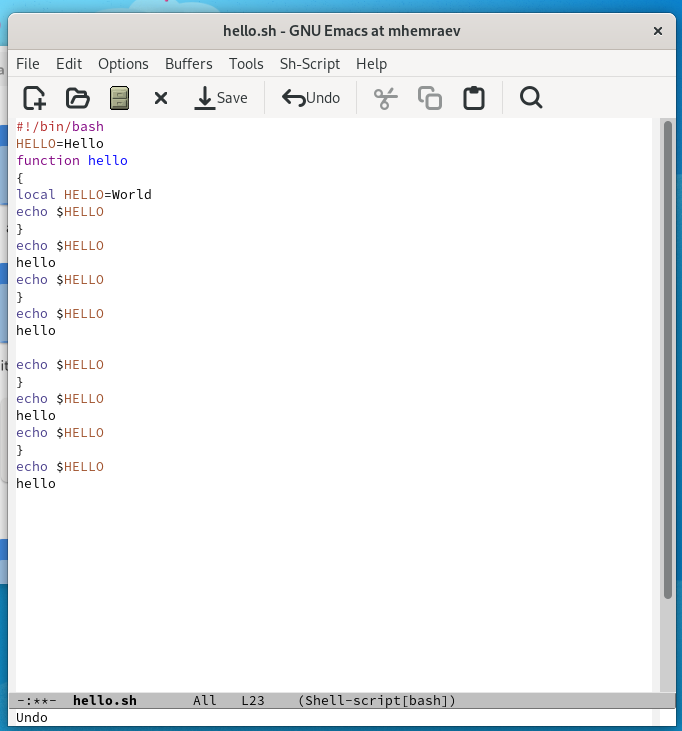 hello.sh - GNU Emacs at mhemraev
File Edit Options Buffers Tools Sh-Script Help
Save Undo
#!/bin/bash
HELLO=Hello
function hello
{
local HELLO=World
echo $HELLO
}
echo $HELLO
hello
echo $HELLO
}
echo $HELLO
hello
echo $HELLO
}
echo $HELLO
hello
echo $HELLO
}
echo $HELLO
hello
-:**- hello.sh All L23 (Shell-script[bash])
Undo